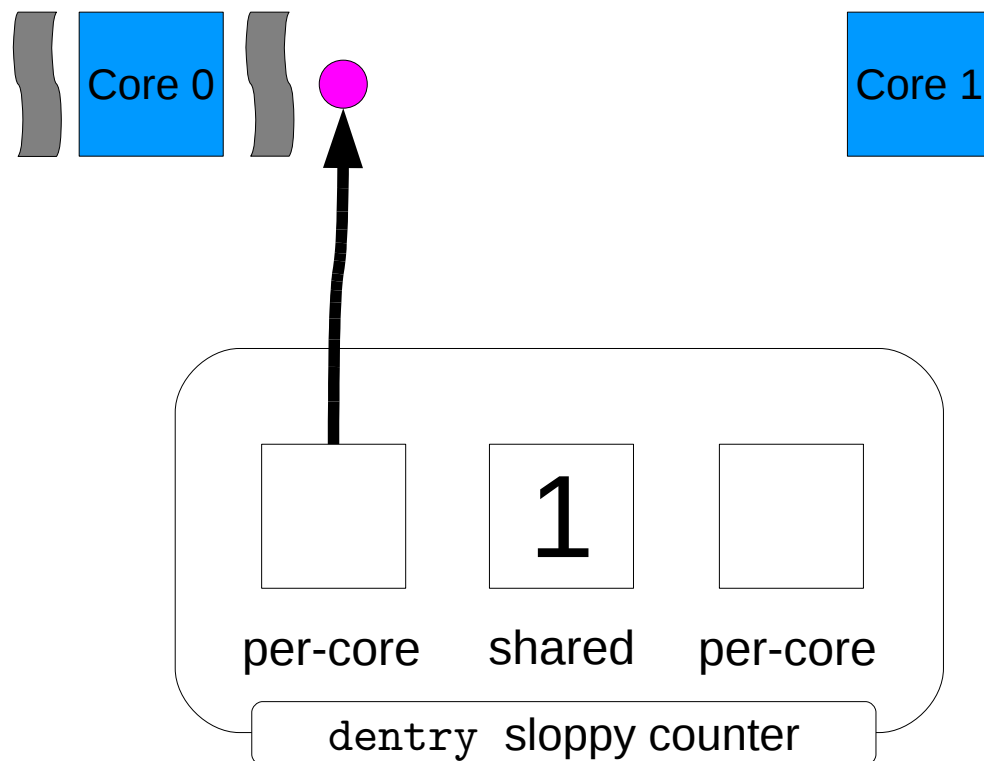 Core 0
Core 1
1
per-core
shared
per-core
dentry sloppy counter